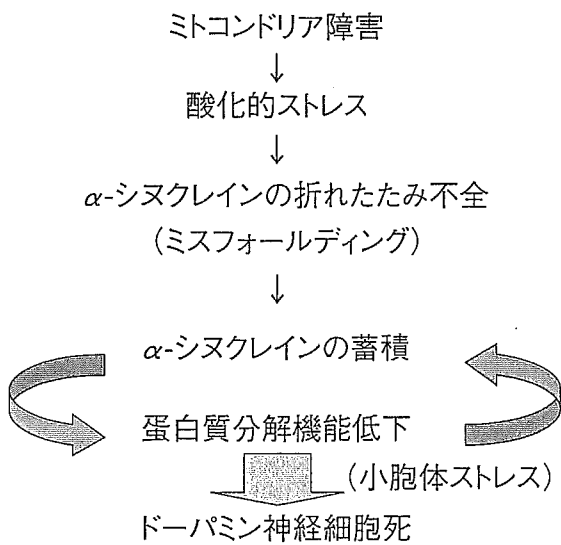 ミトコンドリア障害
↓
酸化的ストレス
↓
α-シヌクレインの折れたたみ不全
（ミスフォールディング）
↓
α-シヌクレインの蓄積
蛋白質分解機能低下
（小胞体ストレス）
ドーパミン神経細胞死